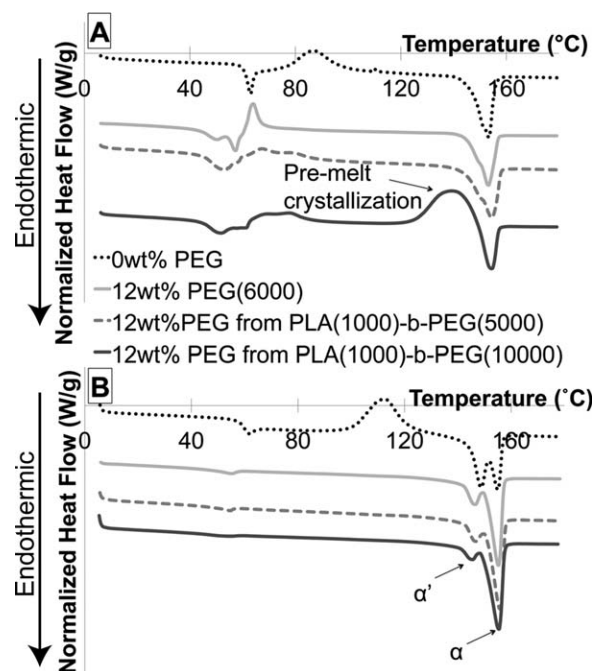 A
Temperature (°C)
0 40 80 120 160
Endothermic
Normalized Heat Flow (W/g)
Pre-melt
crystallization
0wt% PEG
12wt% PEG(6000)
12wt%PEG from PLA(1000)-b-PEG(5000)
12wt% PEG from PLA(1000)-b-PEG(10000)
B
Temperature (˚C)
0 40 80 120 160
Endothermic
Normalized Heat Flow (W/g)
α'
α